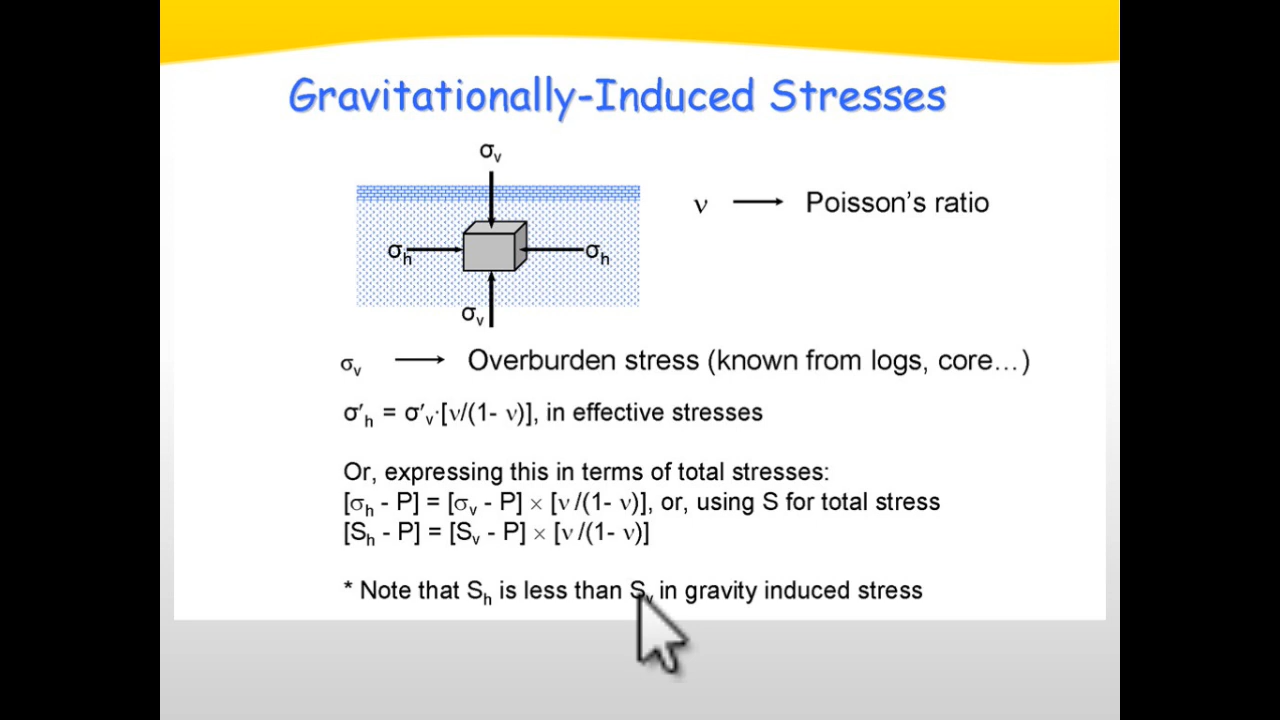 Gravitationally-Induced Stresses
σv
ν → Poisson's ratio
σh σh
σv
σv → Overburden stress (known from logs, core…)
σ′h = σ′v·[ν/(1- ν)], in effective stresses
Or, expressing this in terms of total stresses:
[σh - P] = [σv - P] × [ν/(1- ν)], or, using S for total stress
[Sh - P] = [Sv - P] × [ν/(1- ν)]
* Note that Sh is less than Sv in gravity induced stress